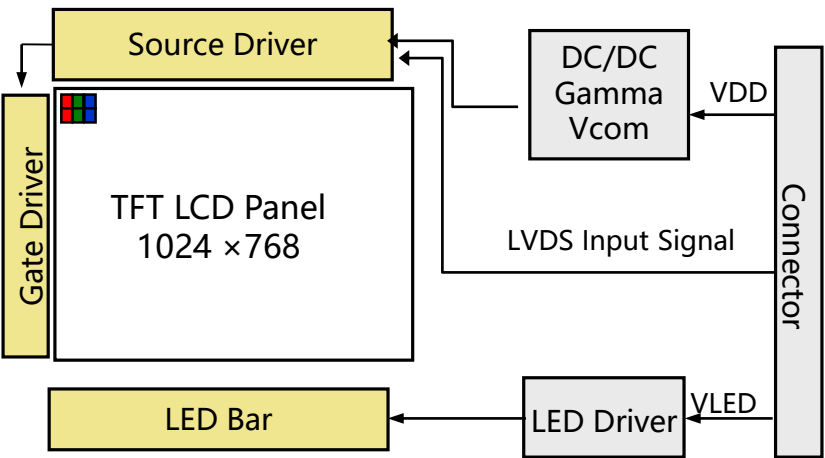 Source Driver
DC/DC
Gamma
Vcom
VDD
Gate Driver
TFT LCD Panel
1024 ×768
LVDS Input Signal
Connector
LED Bar
LED Driver
VLED